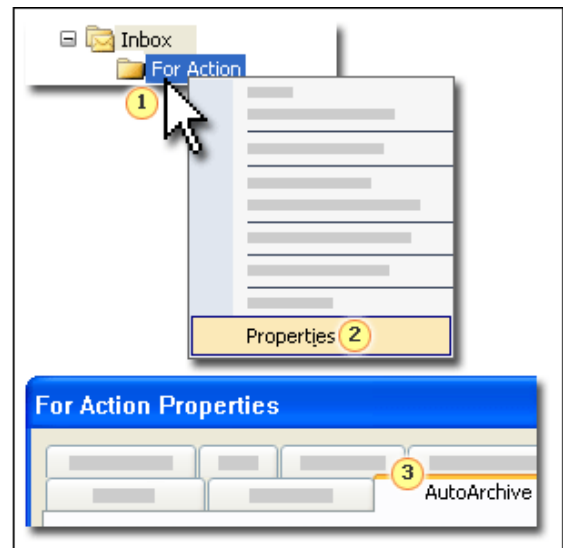 Inbox
For Action
1
Properties 2
For Action Properties
3
AutoArchive